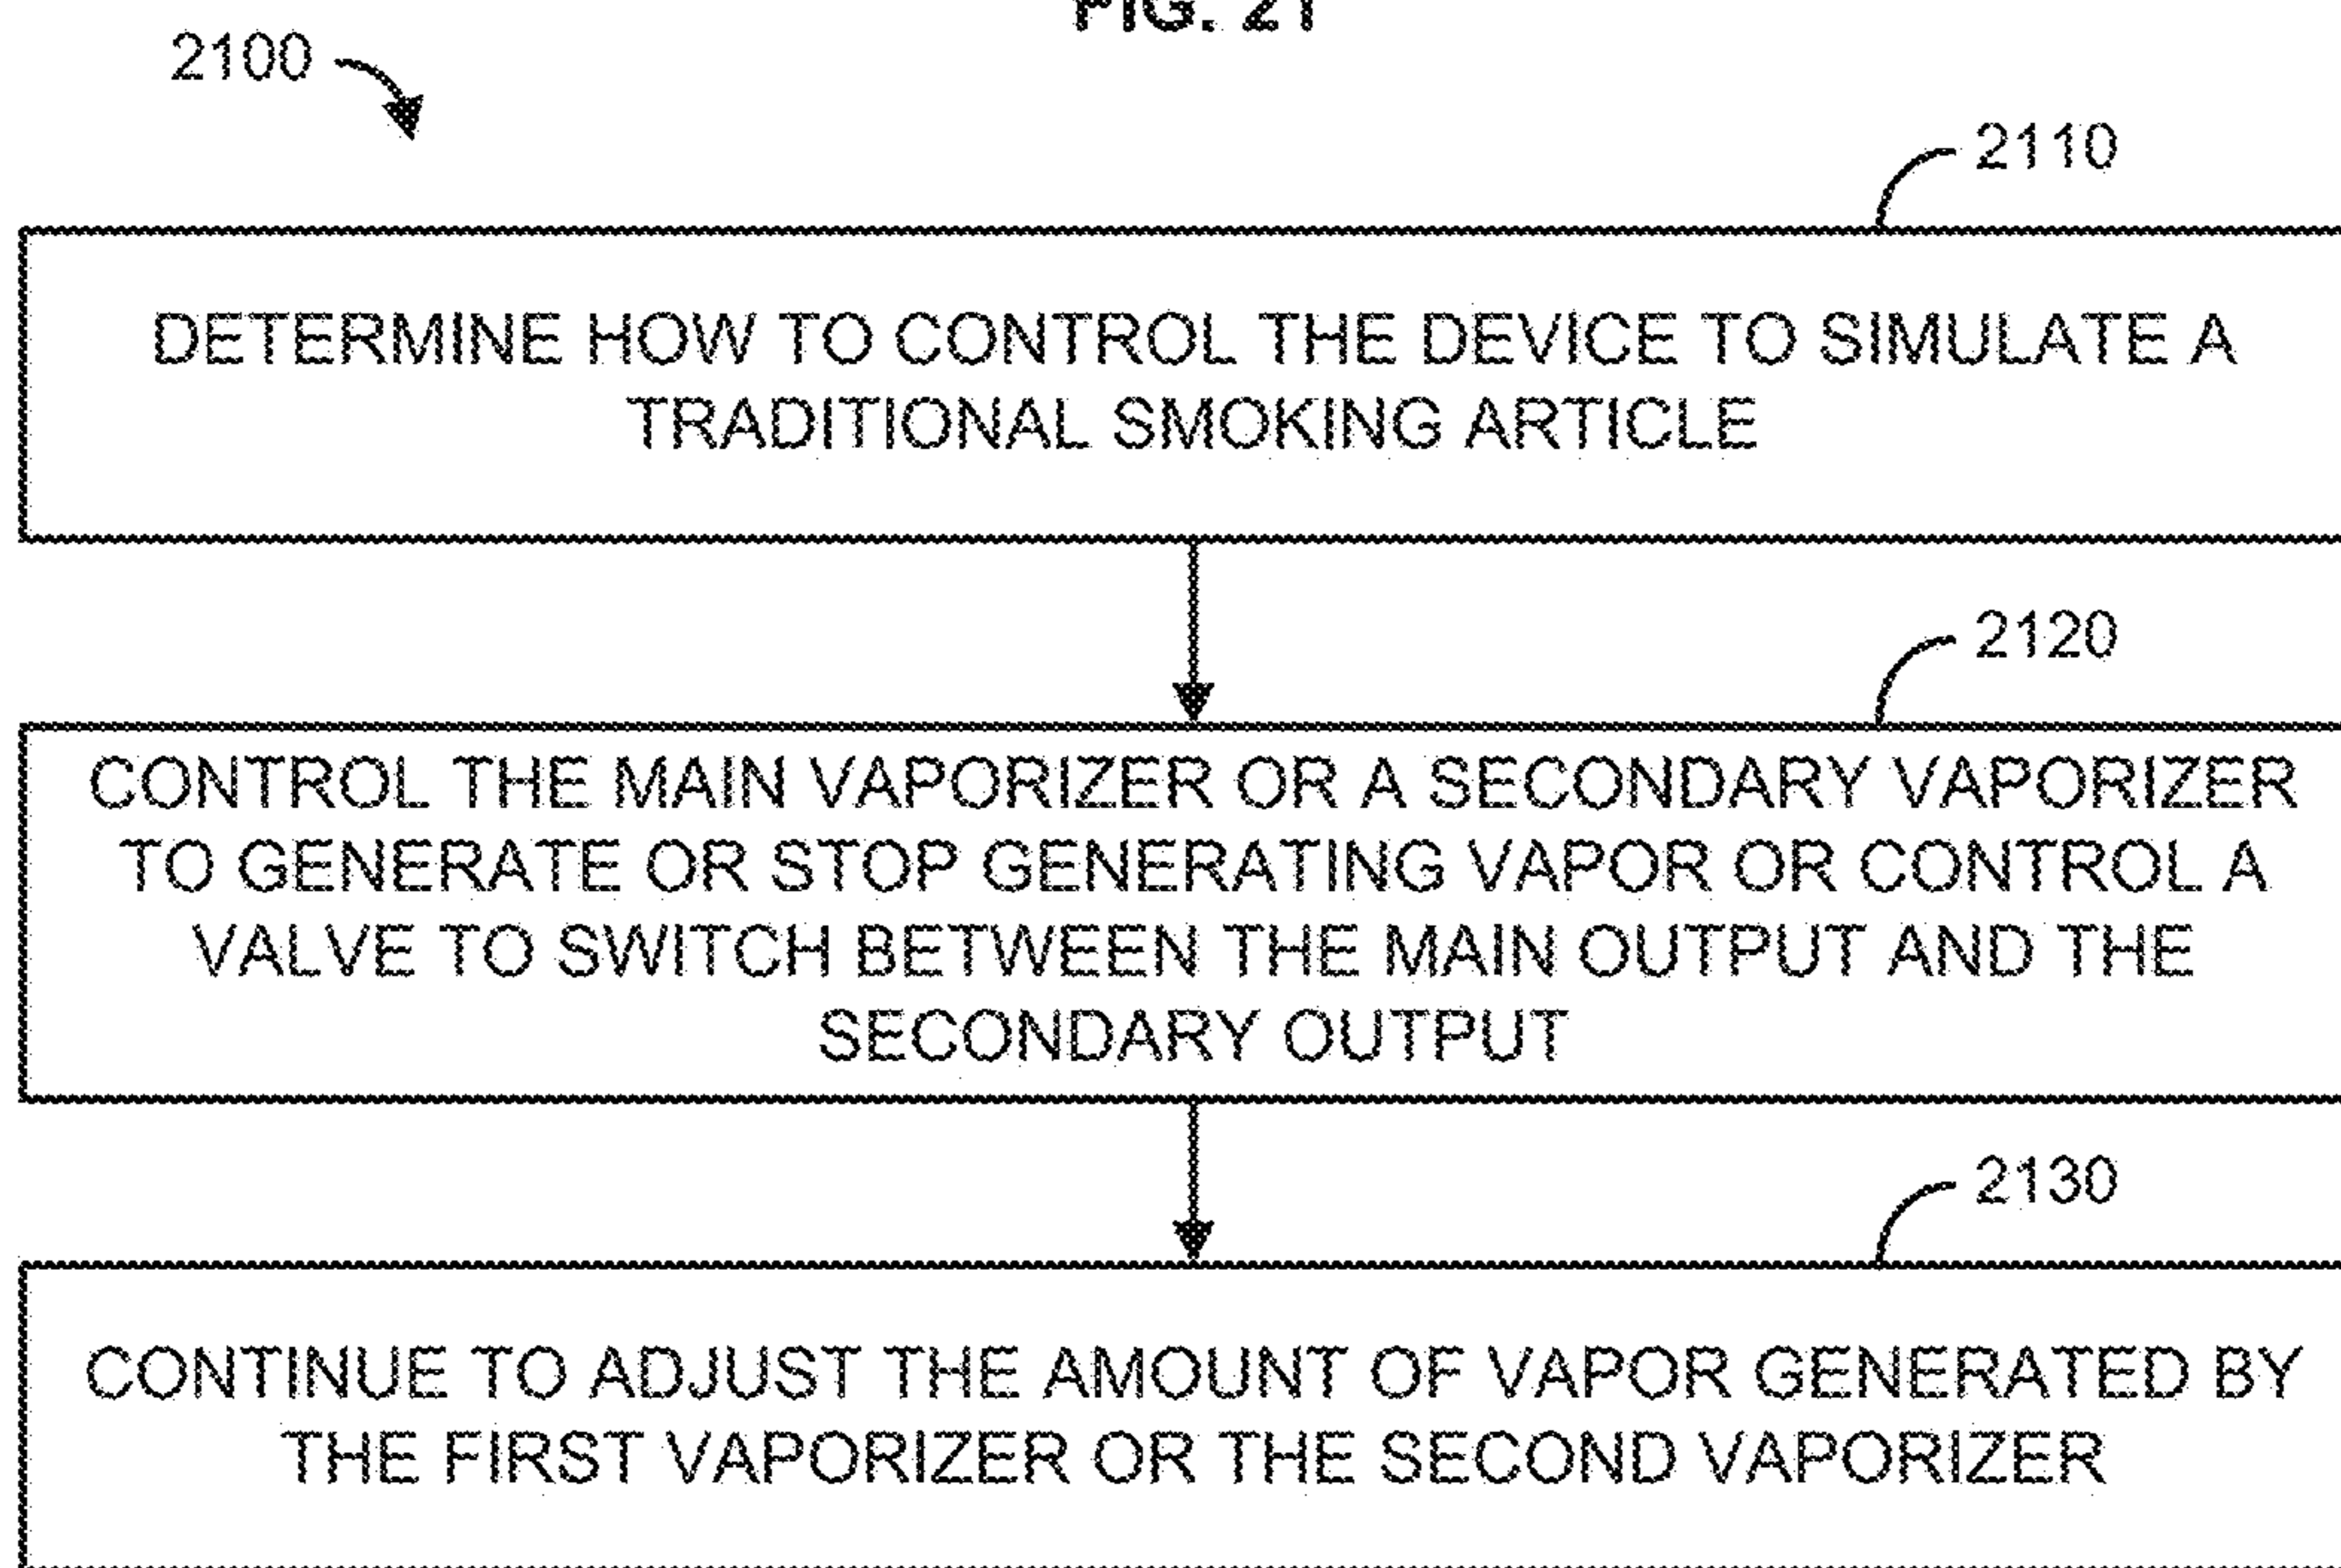 FIG. 21
2100
2110
DETERMINE HOW TO CONTROL THE DEVICE TO SIMULATE A
TRADITIONAL SMOKING ARTICLE
2120
CONTROL THE MAIN VAPORIZER OR A SECONDARY VAPORIZER
TO GENERATE OR STOP GENERATING VAPOR OR CONTROL A
VALVE TO SWITCH BETWEEN THE MAIN OUTPUT AND THE
SECONDARY OUTPUT
2130
CONTINUE TO ADJUST THE AMOUNT OF VAPOR GENERATED BY
THE FIRST VAPORIZER OR THE SECOND VAPORIZER